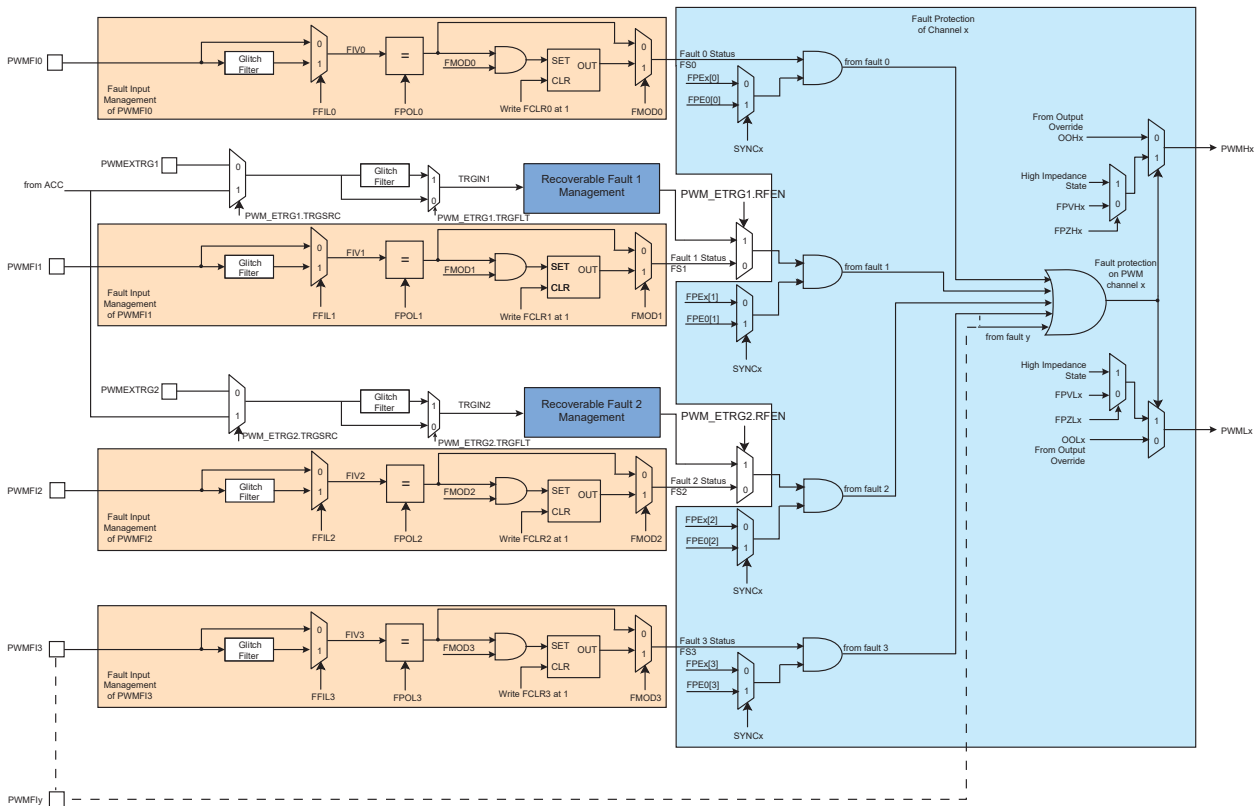 Fault Protection
of Channel x
PWMFI0
Glitch
Filter
0
1
FIV0
=
FMOD0
SET
OUT
CLR
0
1
Fault 0 Status
FS0
FPEx[0]
FPE0[0]
0
1
SYNCx
from fault 0
Fault Input
Management
of PWMFI0
FFIL0
FPOL0
Write FCLR0 at 1
FMOD0
From Output
Override
OOHx
0
1
PWMHx
High Impedance
State
FPVHx
1
0
FPZHx
PWMEXTRG1
from ACC
0
1
PWM_ETRG1.TRGSRC
Glitch
Filter
1
0
TRGIN1
PWM_ETRG1.TRGFLT
Recoverable Fault 1
Management
PWM_ETRG1.RFEN
1
0
PWMFI1
Glitch
Filter
0
1
FIV1
=
FMOD1
SET
OUT
CLR
0
1
Fault 1 Status
FS1
FPEx[1]
FPE0[1]
0
1
SYNCx
from fault 1
Fault Input
Management
of PWMFI1
FFIL1
FPOL1
Write FCLR1 at 1
FMOD1
Fault protection
on PWM
channel x
from fault y
PWMEXTRG2
0
1
PWM_ETRG2.TRGSRC
Glitch
Filter
1
0
TRGIN2
PWM_ETRG2.TRGFLT
Recoverable Fault 2
Management
PWM_ETRG2.RFEN
1
0
High Impedance
State
FPVLx
1
0
FPZLx
OOLx
From Output
Override
1
0
PWMLx
PWMFI2
Glitch
Filter
0
1
FIV2
=
FMOD2
SET
OUT
CLR
0
1
Fault 2 Status
FS2
FPEx[2]
FPE0[2]
0
1
SYNCx
from fault 2
Fault Input
Management
of PWMFI2
FFIL2
FPOL2
Write FCLR2 at 1
FMOD2
PWMFI3
Glitch
Filter
0
1
FIV3
=
FMOD3
SET
OUT
CLR
0
1
Fault 3 Status
FS3
FPEx[3]
FPE0[3]
0
1
SYNCx
from fault 3
Fault Input
Management
of PWMFI3
FFIL3
FPOL3
Write FCLR3 at 1
FMOD3
PWMFIy